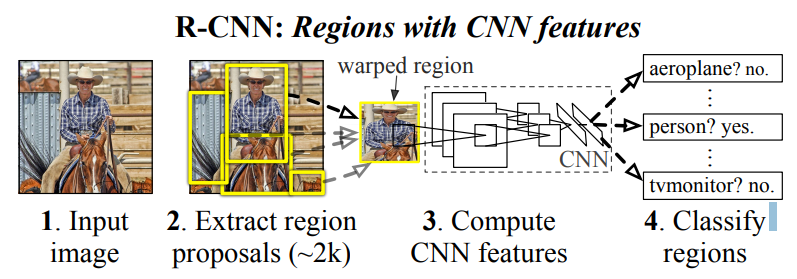 R-CNN: Regions with CNN features
warped region
aeroplane? no.
person? yes.
CNN
tvmonitor? no.
1. Input
image
2. Extract region
proposals (~2k)
3. Compute
CNN features
4. Classify
regions